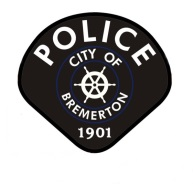 POLICE
CITY OF
BREMERTON
1901